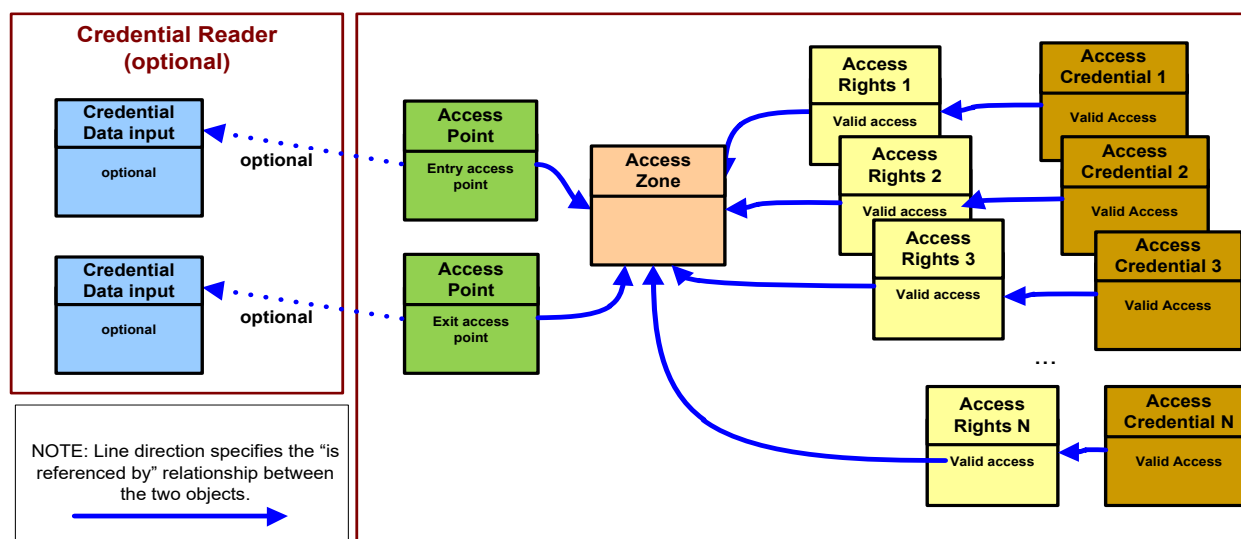 Credential Reader
(optional)
Credential
Data input
optional
optional
Credential
Data input
optional
optional
NOTE: Line direction specifies the “is
referenced by” relationship between
the two objects.
Access
Point
Entry access
point
Access
Point
Exit access
point
Access
Zone
Access
Rights 1
Valid access
Access
Credential 1
Valid Access
Access
Rights 2
Valid access
Access
Credential 2
Valid Access
Access
Rights 3
Valid access
Access
Credential 3
Valid Access
...
Access
Rights N
Valid access
Access
Credential N
Valid Access